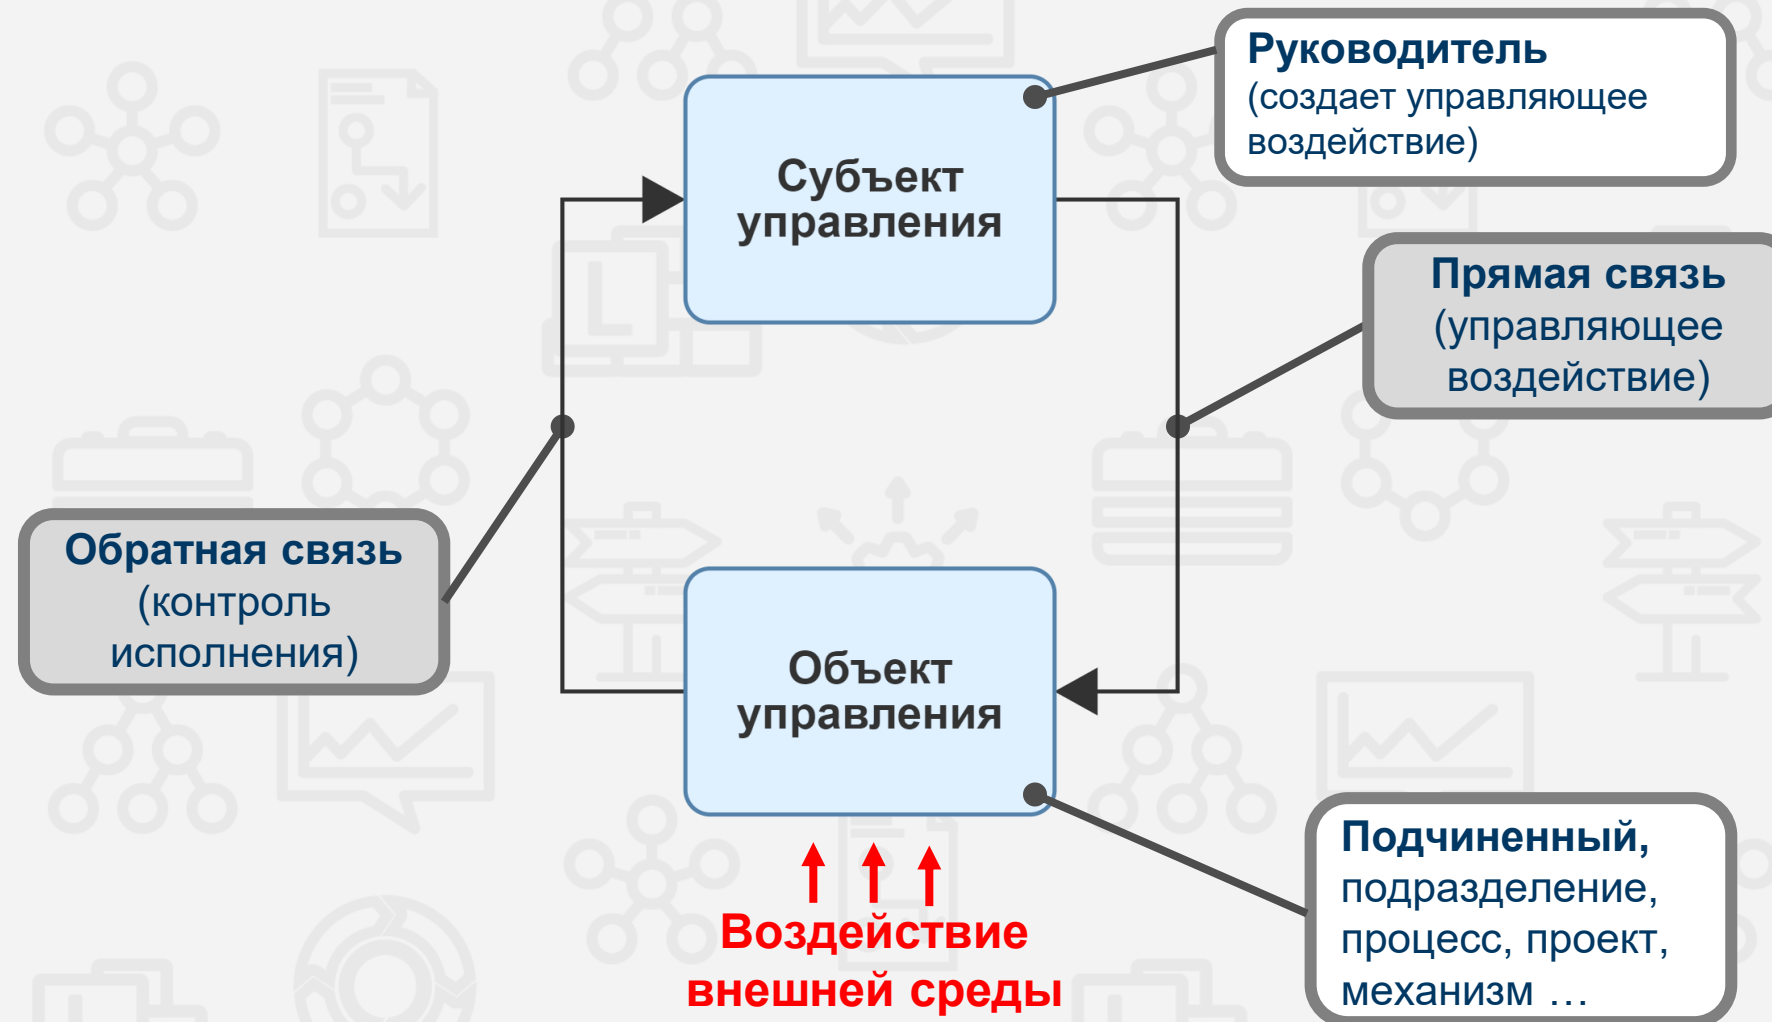 Руководитель
(создает управляющее
воздействие)
Субъект
управления
Прямая связь
(управляющее
воздействие)
Обратная связь
(контроль
исполнения)
Объект
управления
Подчиненный,
подразделение,
процесс, проект,
механизм ...
Воздействие
внешней среды